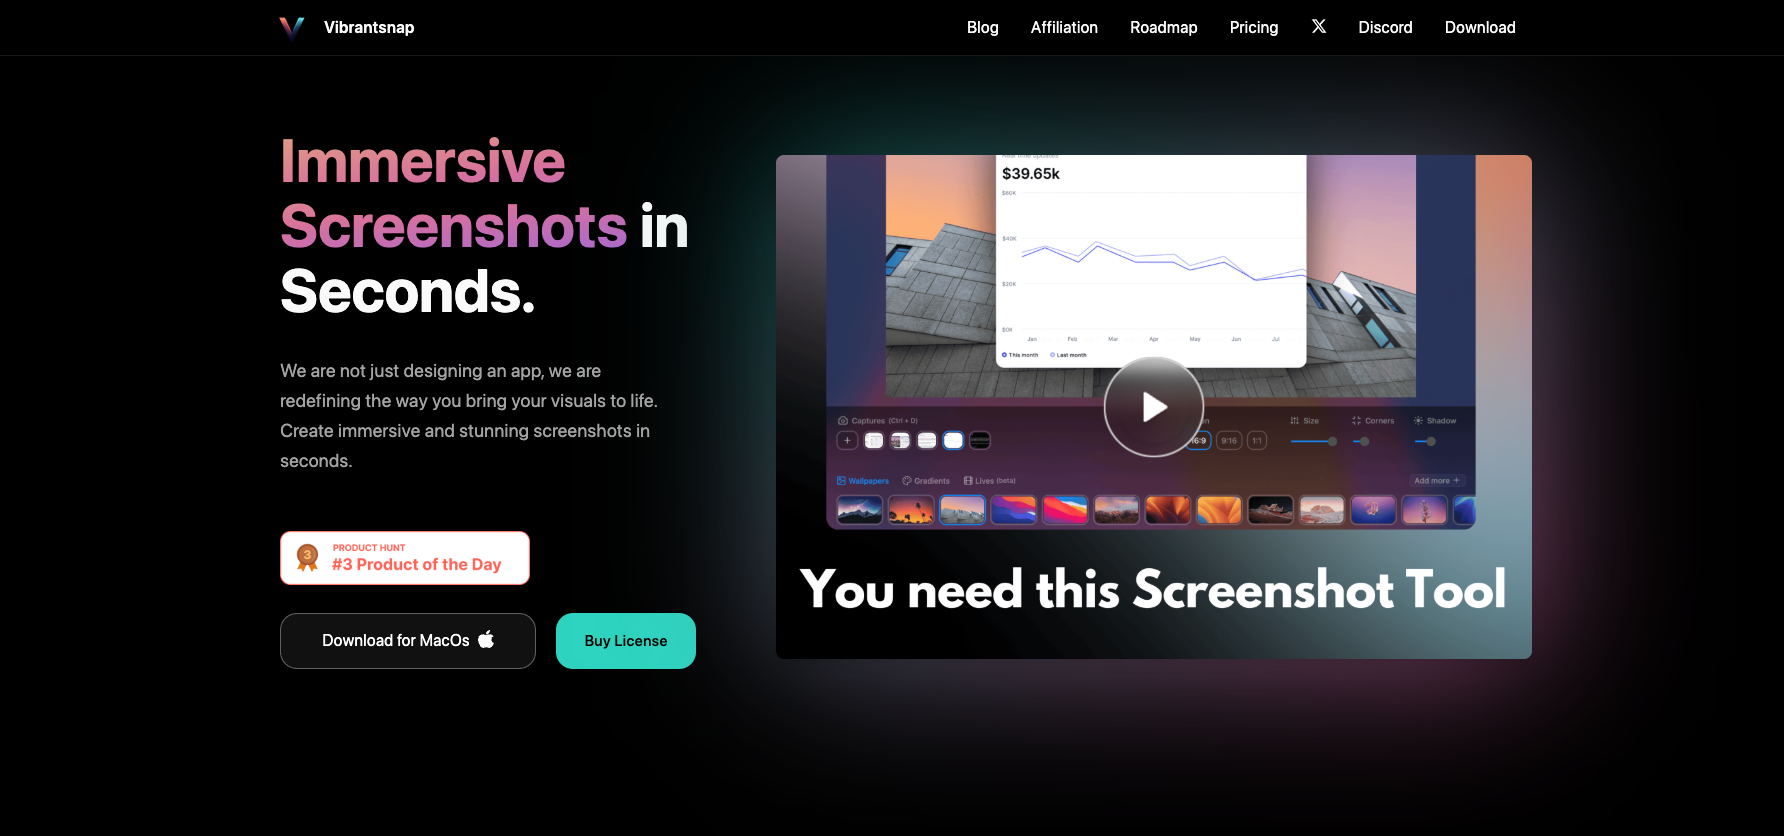 Vibrantsnap
Blog Affiliation Roadmap Pricing X Discord Download
Immersive
Screenshots in
Seconds.
We are not just designing an app, we are
redefining the way you bring your visuals to life.
Create immersive and stunning screenshots in
seconds.
3
PRODUCT HUNT
#3 Product of the Day
Download for MacOs
Buy License
Real time updates
$39.65k
$60K
$40K
$20K
$0K
Jan Feb Mar Apr May Jun Jul
This month Last month
Captures (Ctrl + D)
Size Corners Shadow
16:9 9:16 1:1
Wallpapers Gradients Lives (beta)
Add more +
You need this Screenshot Tool